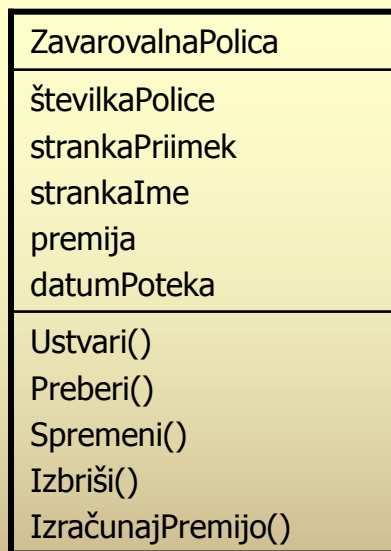 ZavarovalnaPolica
številkaPolice
strankaPriimek
strankaIme
premija
datumPoteka
Ustvari()
Preberi()
Spremeni()
Izbriši()
IzračunajPremijo()